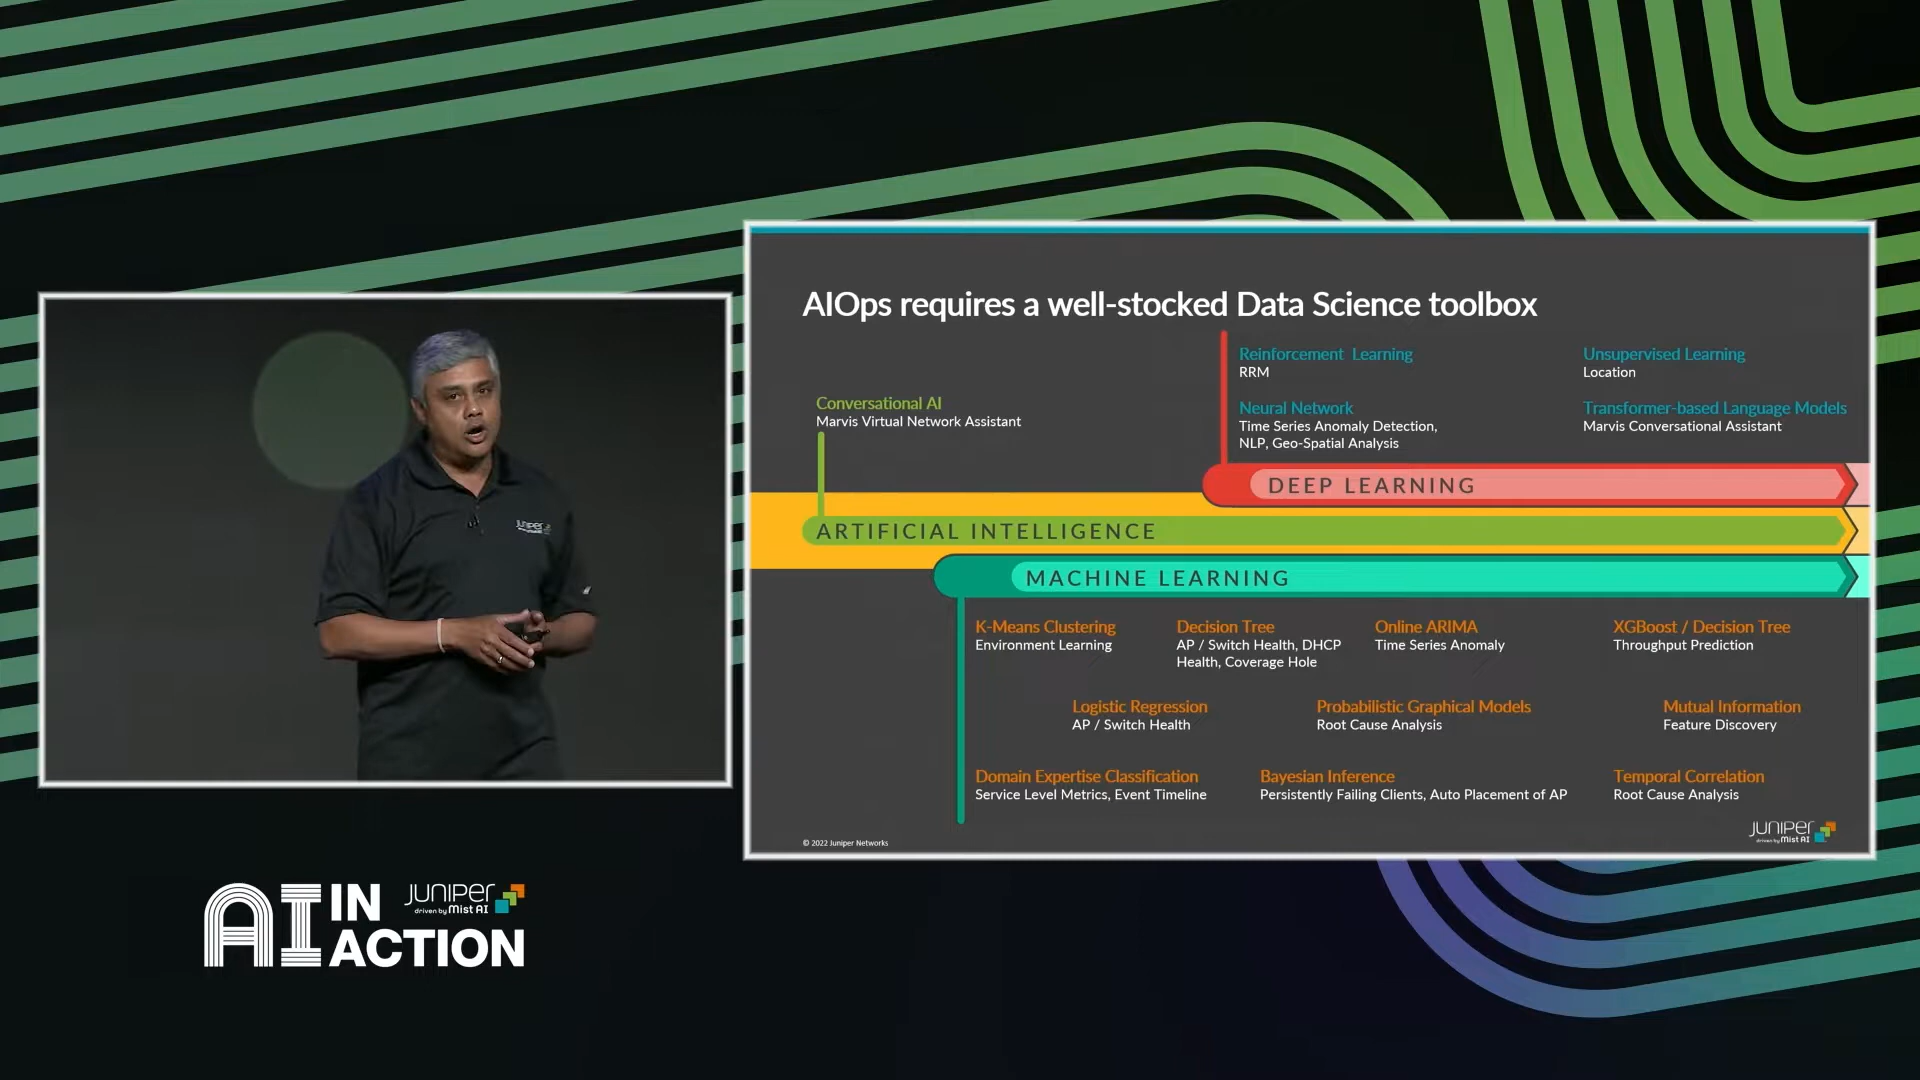 AIOps requires a well-stocked Data Science toolbox
Reinforcement Learning
RRM
Unsupervised Learning
Location
Conversational AI
Marvis Virtual Network Assistant
Neural Network
Time Series Anomaly Detection,
NLP, Geo-Spatial Analysis
Transformer-based Language Models
Marvis Conversational Assistant
DEEP LEARNING
ARTIFICIAL INTELLIGENCE
MACHINE LEARNING
K-Means Clustering
Environment Learning
Decision Tree
AP / Switch Health, DHCP
Health, Coverage Hole
Online ARIMA
Time Series Anomaly
XGBoost / Decision Tree
Throughput Prediction
Logistic Regression
AP / Switch Health
Probabilistic Graphical Models
Root Cause Analysis
Mutual Information
Feature Discovery
Domain Expertise Classification
Service Level Metrics, Event Timeline
Bayesian Inference
Persistently Failing Clients, Auto Placement of AP
Temporal Correlation
Root Cause Analysis
© 2022 Juniper Networks
Juniper
driven by Mist AI
Juniper
AI IN
ACTION
Juniper
driven by Mist AI